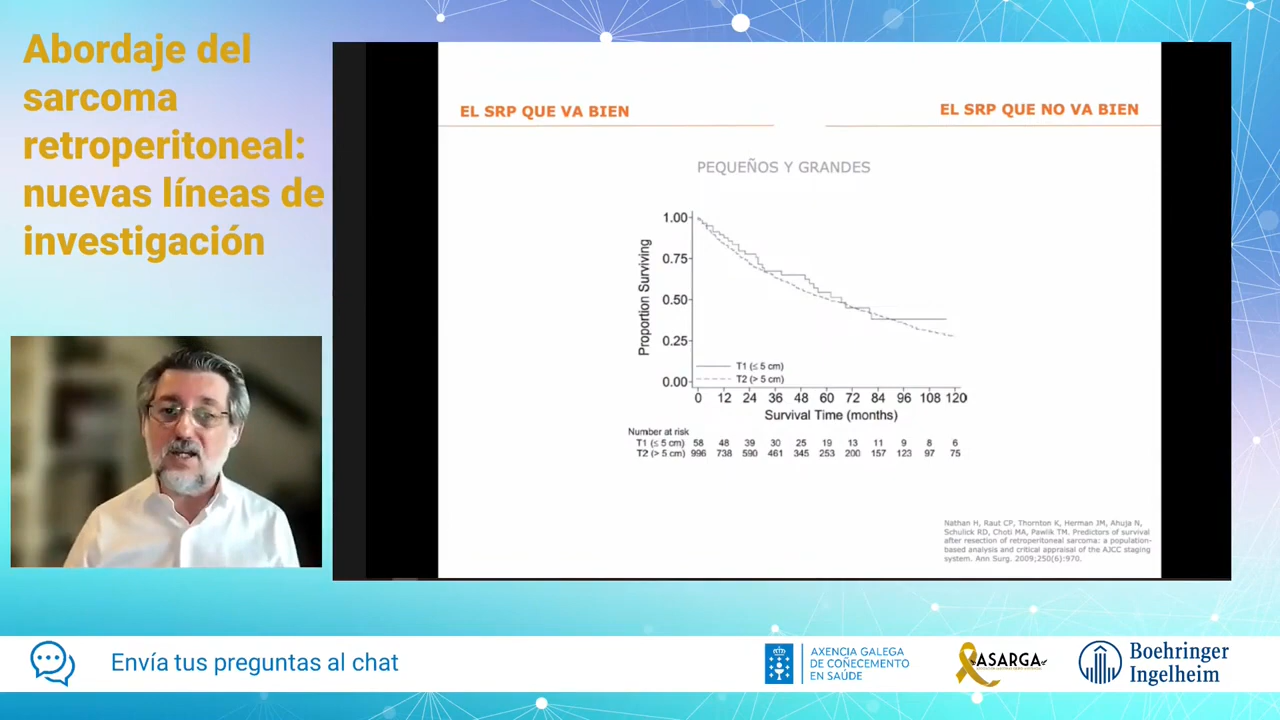 Abordaje del
sarcoma
retroperitoneal:
nuevas líneas de
investigación
EL SRP QUE VA BIEN
EL SRP QUE NO VA BIEN
PEQUEÑOS Y GRANDES
Proportion Surviving
1.00
0.75
0.50
0.25
0.00
T1 (≤ 5 cm)
T2 (> 5 cm)
0 12 24 36 48 60 72 84 96 108 120
Survival Time (months)
Number at risk
T1 (≤ 5 cm) 58 48 39 30 25 19 13 11 9 8 6
T2 (> 5 cm) 996 738 590 461 345 253 200 157 123 97 75
Nathan H, Raut CP, Thornton K, Herman JM, Ahuja N,
Schulick RD, Choti MA, Pawlik TM. Predictors of survival
after resection of retroperitoneal sarcoma: a population-
based analysis and critical appraisal of the AJCC staging
system. Ann Surg. 2009;250(6):970.
Envía tus preguntas al chat
AXENCIA GALEGA
DE COÑECEMENTO
EN SAÚDE
ASARGA
Boehringer
Ingelheim